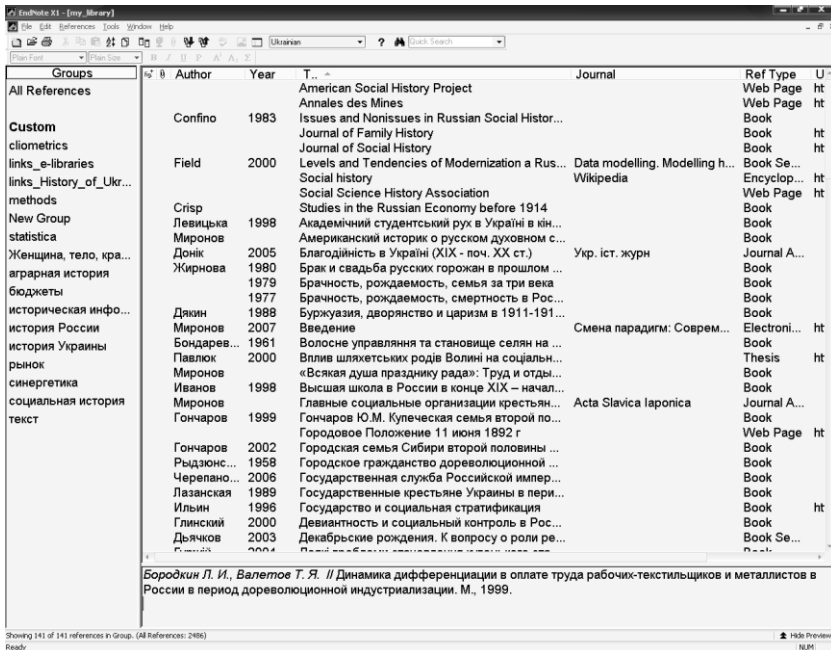 EndNote X1 - [my_library]
File Edit References Tools Window Help
Ukrainian ? Quick Search
Plain Font Plain Size B I U P A¹ A₁ Σ
Groups
All References
Custom
cliometrics
links_e-libraries
links_History_of_Ukr...
methods
New Group
statistica
Женщина, тело, кра...
аграрная история
бюджеты
историческая инфо...
история России
история Украины
рынок
синергетика
социальная история
текст
Author Year T.. Journal Ref Type U
American Social History Project Web Page ht
Annales des Mines Web Page ht
Confino 1983 Issues and Nonissues in Russian Social Histor... Book
Journal of Family History Book ht
Journal of Social History Book ht
Field 2000 Levels and Tendencies of Modernization a Rus... Data modelling. Modelling h... Book Se...
Social history Wikipedia Encyclop... ht
Social Science History Association Web Page ht
Crisp Studies in the Russian Economy before 1914 Book
Левицька 1998 Академічний студентський рух в Україні в кін... Book
Миронов Американский историк о русском духовном с... Book
Донік 2005 Благодійність в Україні (XIX - поч. XX ст.) Укр. іст. журн Journal A...
Жирнова 1980 Брак и свадьба русских горожан в прошлом ... Book
1979 Брачность, рождаемость, семья за три века Book
1977 Брачность, рождаемость, смертность в Рос... Book
Дякин 1988 Буржуазия, дворянство и царизм в 1911-191... Book
Миронов 2007 Введение Смена парадигм: Соврем... Electroni... ht
Бондарев... 1961 Волосне управляння та становище селян на ... Book
Павлюк 2000 Вплив шляхетських родів Волині на соціальн... Thesis ht
Миронов «Всякая душа празднику рада»: Труд и отды... Book
Иванов 1998 Высшая школа в России в конце XIX – начал... Book
Миронов Главные социальные организации крестьян... Acta Slavica Iaponica Journal A...
Гончаров 1999 Гончаров Ю.М. Купеческая семья второй по... Book
Городовое Положение 11 июня 1892 г Web Page ht
Гончаров 2002 Городская семья Сибири второй половины ... Book
Рыдзюнс... 1958 Городское гражданство дореволюционной ... Book
Черепано... 2006 Государственная служба Российской импер... Book
Лазанская 1989 Государственные крестьяне Украины в пери... Book
Ильин 1996 Государство и социальная стратификация Book ht
Глинский 2000 Девиантность и социальный контроль в Рос... Book
Дьячков 2003 Декабрьские рождения. К вопросу о роли ре... Book Se...
Бородкин Л. И., Валетов Т. Я. // Динамика дифференциации в оплате труда рабочих-текстильщиков и металлистов в
России в период дореволюционной индустриализации. М., 1999.
Showing 141 of 141 references in Group. (All References: 2486) Hide Preview
Ready NUM